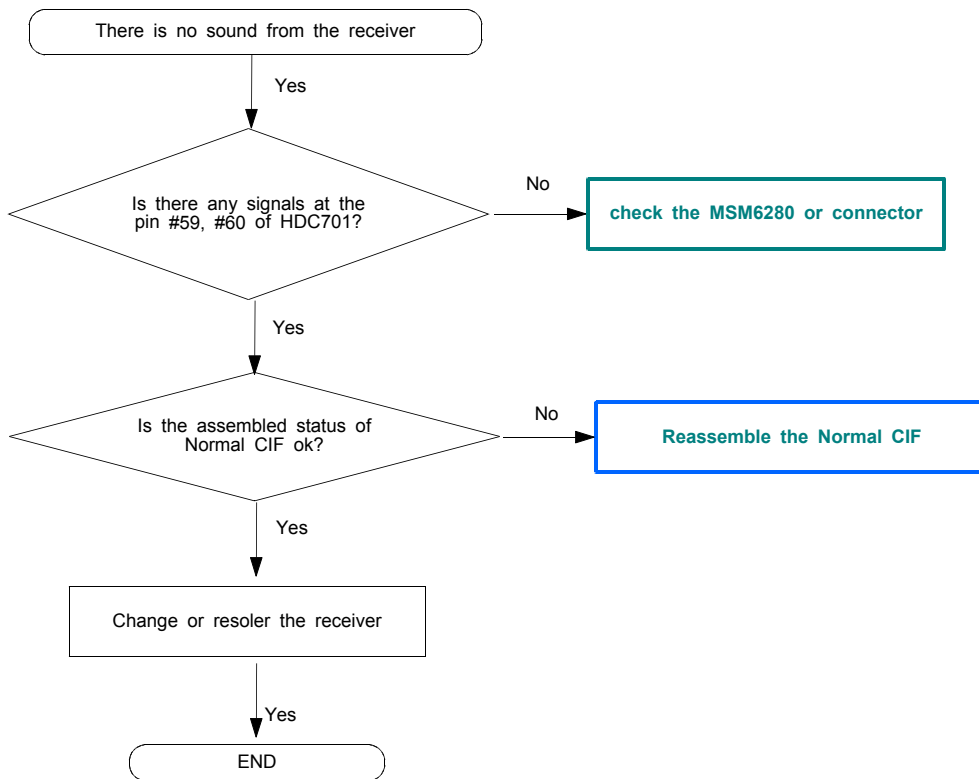 There is no sound from the receiver
Yes
Is there any signals at the
pin #59, #60 of HDC701?
No
check the MSM6280 or connector
Yes
Is the assembled status of
Normal CIF ok?
No
Reassemble the Normal CIF
Yes
Change or resoler the receiver
Yes
END